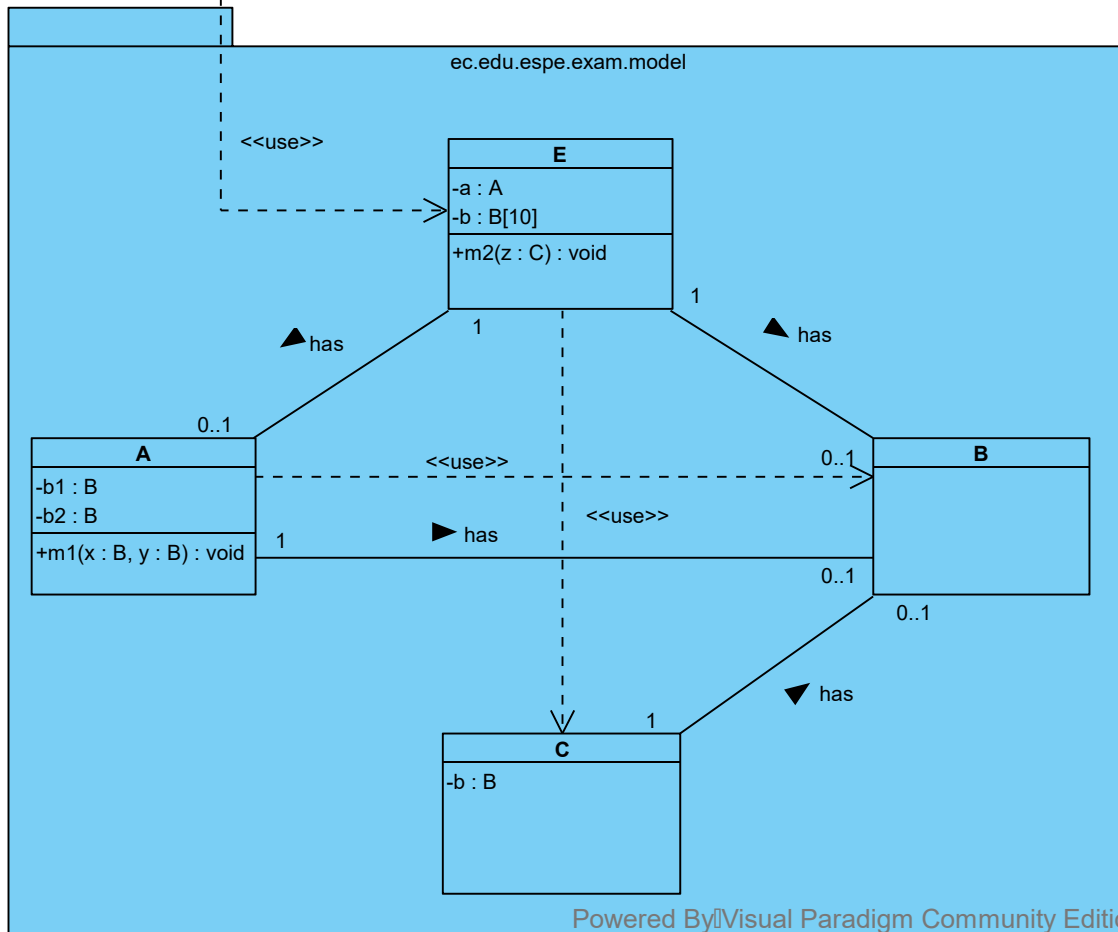 ec.edu.espe.exam.model
<<use>>
E
-a : A
-b : B[10]
+m2(z : C) : void
1
1
has
has
0..1
A
-b1 : B
-b2 : B
+m1(x : B, y : B) : void
<<use>>
0..1
B
<<use>>
1
has
0..1
0..1
has
1
C
-b : B
Powered By▯Visual Paradigm Community Editio